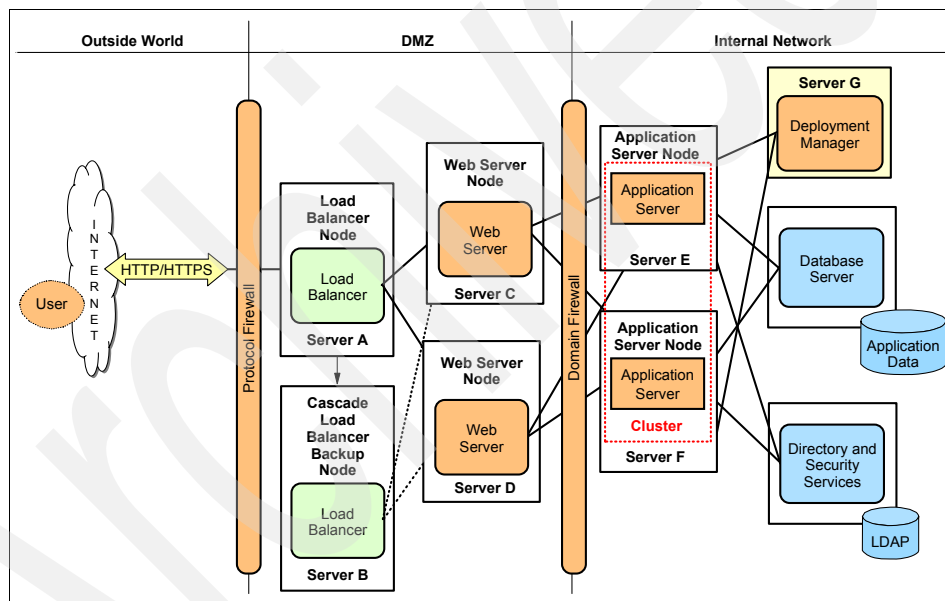 Outside World
DMZ
Internal Network
INTERNET
User
HTTP/HTTPS
Protocol Firewall
Load
Balancer
Node
Load
Balancer
Server A
Cascade
Load
Balancer
Backup
Node
Load
Balancer
Server B
Web Server
Node
Web
Server
Server C
Web Server
Node
Web
Server
Server D
Domain Firewall
Application
Server Node
Application
Server
Server E
Application
Server Node
Application
Server
Cluster
Server F
Server G
Deployment
Manager
Database
Server
Application
Data
Directory and
Security
Services
LDAP